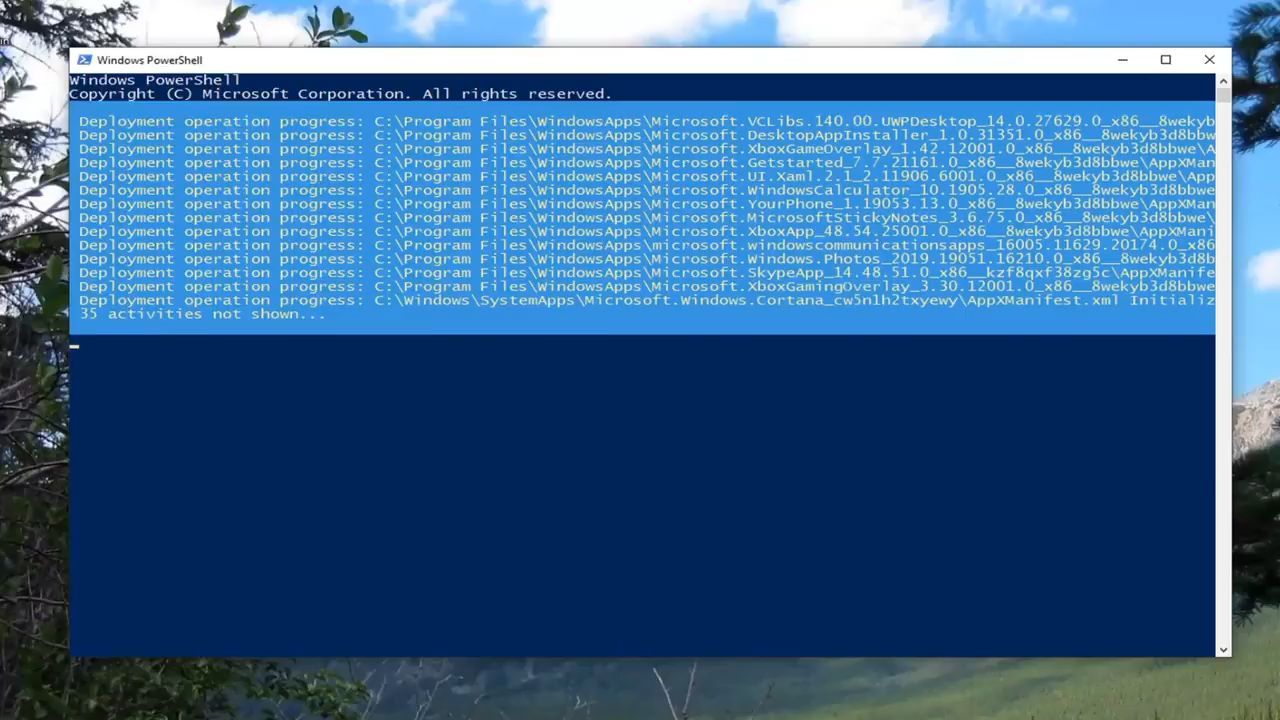 Windows PowerShell
Windows PowerShell
Copyright (C) Microsoft Corporation. All rights reserved.
Deployment operation progress: C:\Program Files\WindowsApps\Microsoft.VCLibs.140.00.UWPDesktop_14.0.27629.0_x86__8wekyb
Deployment operation progress: C:\Program Files\WindowsApps\Microsoft.DesktopAppInstaller_1.0.31351.0_x86__8wekyb3d8bbw
Deployment operation progress: C:\Program Files\WindowsApps\Microsoft.XboxGameOverlay_1.42.12001.0_x86__8wekyb3d8bbwe\A
Deployment operation progress: C:\Program Files\WindowsApps\Microsoft.Getstarted_7.7.21161.0_x86__8wekyb3d8bbwe\AppXMan
Deployment operation progress: C:\Program Files\WindowsApps\Microsoft.UI.Xaml.2.1_2.11906.6001.0_x86__8wekyb3d8bbwe\App
Deployment operation progress: C:\Program Files\WindowsApps\Microsoft.WindowsCalculator_10.1905.28.0_x86__8wekyb3d8bbwe
Deployment operation progress: C:\Program Files\WindowsApps\Microsoft.YourPhone_1.19053.13.0_x86__8wekyb3d8bbwe\AppXMan
Deployment operation progress: C:\Program Files\WindowsApps\Microsoft.MicrosoftStickyNotes_3.6.75.0_x86__8wekyb3d8bbwe\
Deployment operation progress: C:\Program Files\WindowsApps\Microsoft.XboxApp_48.54.25001.0_x86__8wekyb3d8bbwe\AppXMani
Deployment operation progress: C:\Program Files\WindowsApps\microsoft.windowscommunicationsapps_16005.11629.20174.0_x86
Deployment operation progress: C:\Program Files\WindowsApps\Microsoft.Windows.Photos_2019.19051.16210.0_x86__8wekyb3d8b
Deployment operation progress: C:\Program Files\WindowsApps\Microsoft.SkypeApp_14.48.51.0_x86__kzf8qxf38zg5c\AppXManife
Deployment operation progress: C:\Program Files\WindowsApps\Microsoft.XboxGamingOverlay_3.30.12001.0_x86__8wekyb3d8bbwe
Deployment operation progress: C:\Windows\SystemApps\Microsoft.Windows.Cortana_cw5n1h2txyewy\AppXManifest.xml Initializ
35 activities not shown...